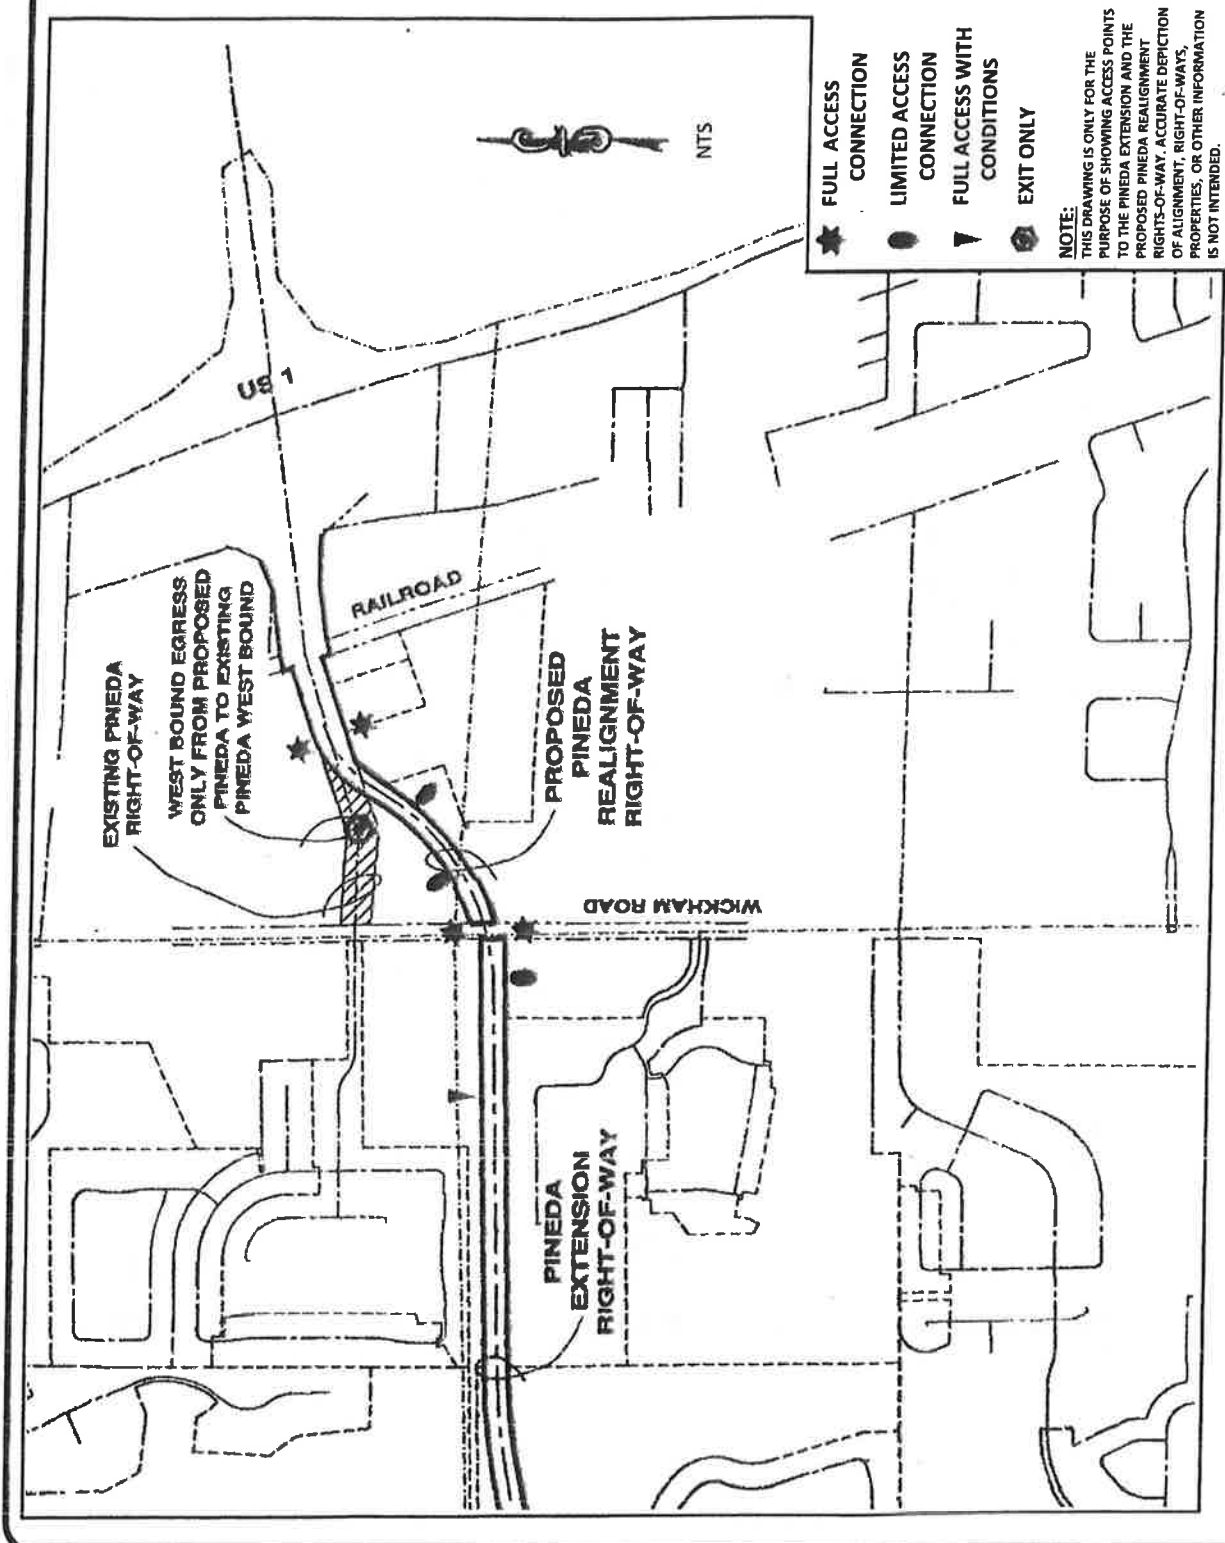 EXISTING PINEDA
RIGHT-OF-WAY
WEST BOUND EGRESS
ONLY FROM PROPOSED
PINEDA TO EXISTING
PINEDA WEST BOUND
US 1
RAILROAD
PROPOSED
PINEDA
REALIGNMENT
RIGHT-OF-WAY
WICKHAM ROAD
PINEDA
EXTENSION
RIGHT-OF-WAY
NTS
FULL ACCESS
CONNECTION
LIMITED ACCESS
CONNECTION
FULL ACCESS WITH
CONDITIONS
EXIT ONLY
NOTE:
THIS DRAWING IS ONLY FOR THE
PURPOSE OF SHOWING ACCESS POINTS
TO THE PINEDA EXTENSION AND THE
PROPOSED PINEDA REALIGNMENT
RIGHTS-OF-WAY. ACCURATE DEPICTION
OF ALIGNMENT, RIGHT-OF-WAYS,
PROPERTIES, OR OTHER INFORMATION
IS NOT INTENDED.